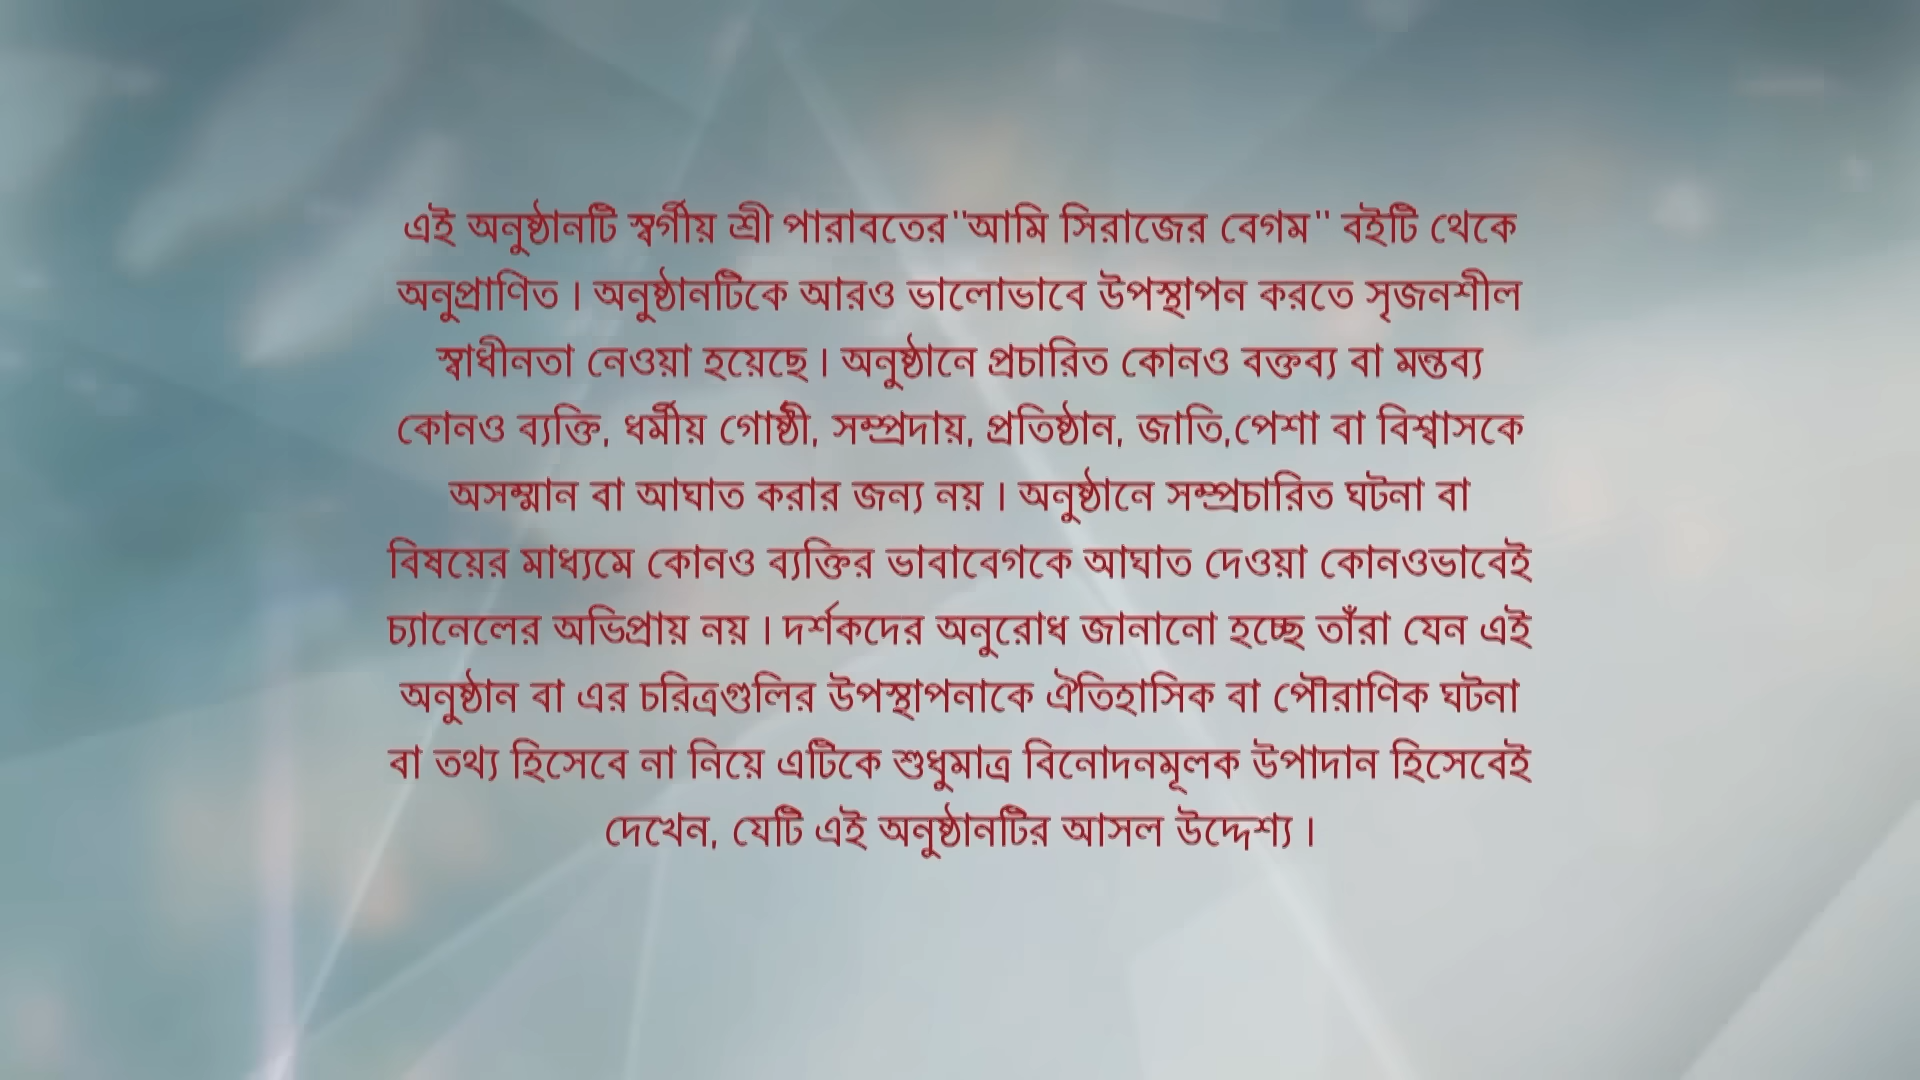 এই অনুষ্ঠানটি স্বর্গীয় শ্রী পারাবতের"আমি সিরাজের বেগম" বইটি থেকে
অনুপ্রাণিত । অনুষ্ঠানটিকে আরও ভালোভাবে উপস্থাপন করতে সৃজনশীল
স্বাধীনতা নেওয়া হয়েছে । অনুষ্ঠানে প্রচারিত কোনও বক্তব্য বা মন্তব্য
কোনও ব্যক্তি, ধর্মীয় গোষ্ঠী, সম্প্রদায়, প্রতিষ্ঠান, জাতি,পেশা বা বিশ্বাসকে
অসম্মান বা আঘাত করার জন্য নয় । অনুষ্ঠানে সম্প্রচারিত ঘটনা বা
বিষয়ের মাধ্যমে কোনও ব্যক্তির ভাবাবেগকে আঘাত দেওয়া কোনওভাবেই
চ্যানেলের অভিপ্রায় নয় । দর্শকদের অনুরোধ জানানো হচ্ছে তাঁরা যেন এই
অনুষ্ঠান বা এর চরিত্রগুলির উপস্থাপনাকে ঐতিহাসিক বা পৌরাণিক ঘটনা
বা তথ্য হিসেবে না নিয়ে এটিকে শুধুমাত্র বিনোদনমূলক উপাদান হিসেবেই
দেখেন, যেটি এই অনুষ্ঠানটির আসল উদ্দেশ্য ।